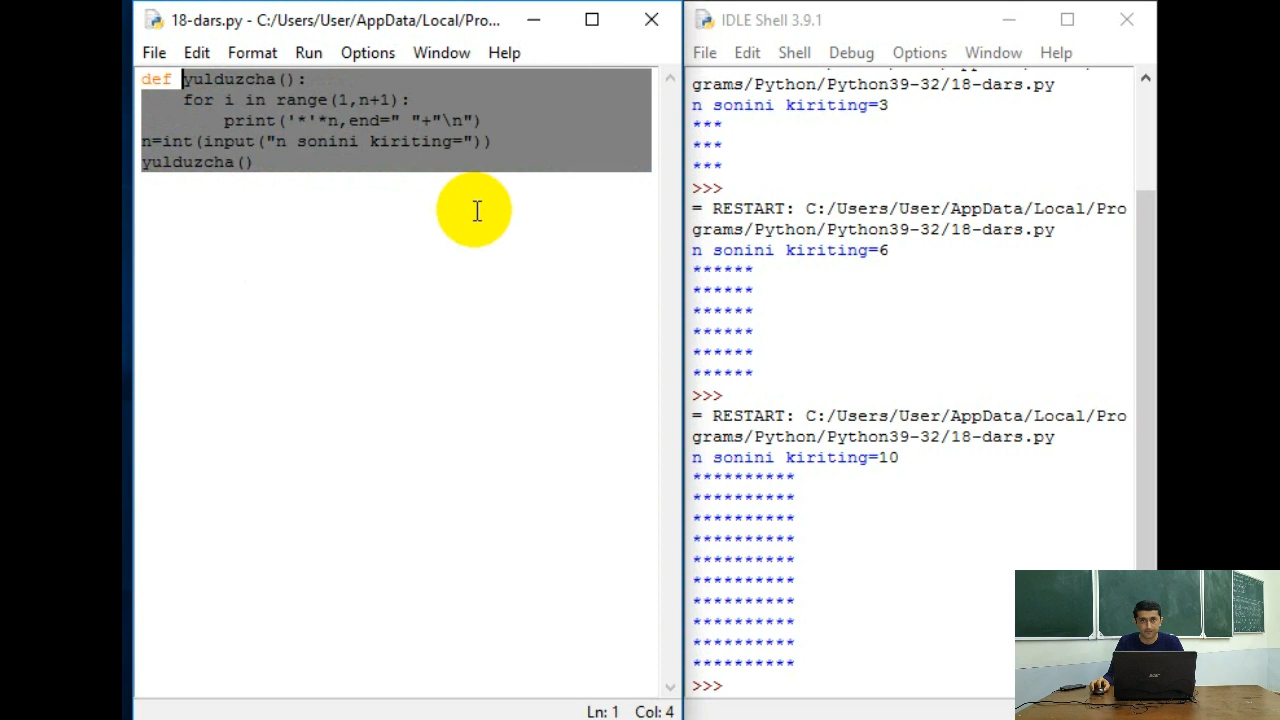 18-dars.py - C:/Users/User/AppData/Local/Pro...
File Edit Format Run Options Window Help
def yulduzcha():
    for i in range(1,n+1):
        print('*'*n,end=" "+"\n")
n=int(input("n sonini kiriting="))
yulduzcha()
Ln: 1 Col: 4
IDLE Shell 3.9.1
File Edit Shell Debug Options Window Help
grams/Python/Python39-32/18-dars.py
n sonini kiriting=3
***
***
***
>>>
= RESTART: C:/Users/User/AppData/Local/Pro
grams/Python/Python39-32/18-dars.py
n sonini kiriting=6
******
******
******
******
******
******
>>>
= RESTART: C:/Users/User/AppData/Local/Pro
grams/Python/Python39-32/18-dars.py
n sonini kiriting=10
**********
**********
**********
**********
**********
**********
**********
**********
**********
**********
>>>
acer